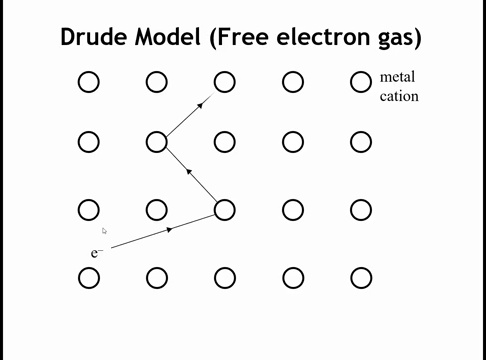 Drude Model (Free electron gas)
metal
cation
e⁻